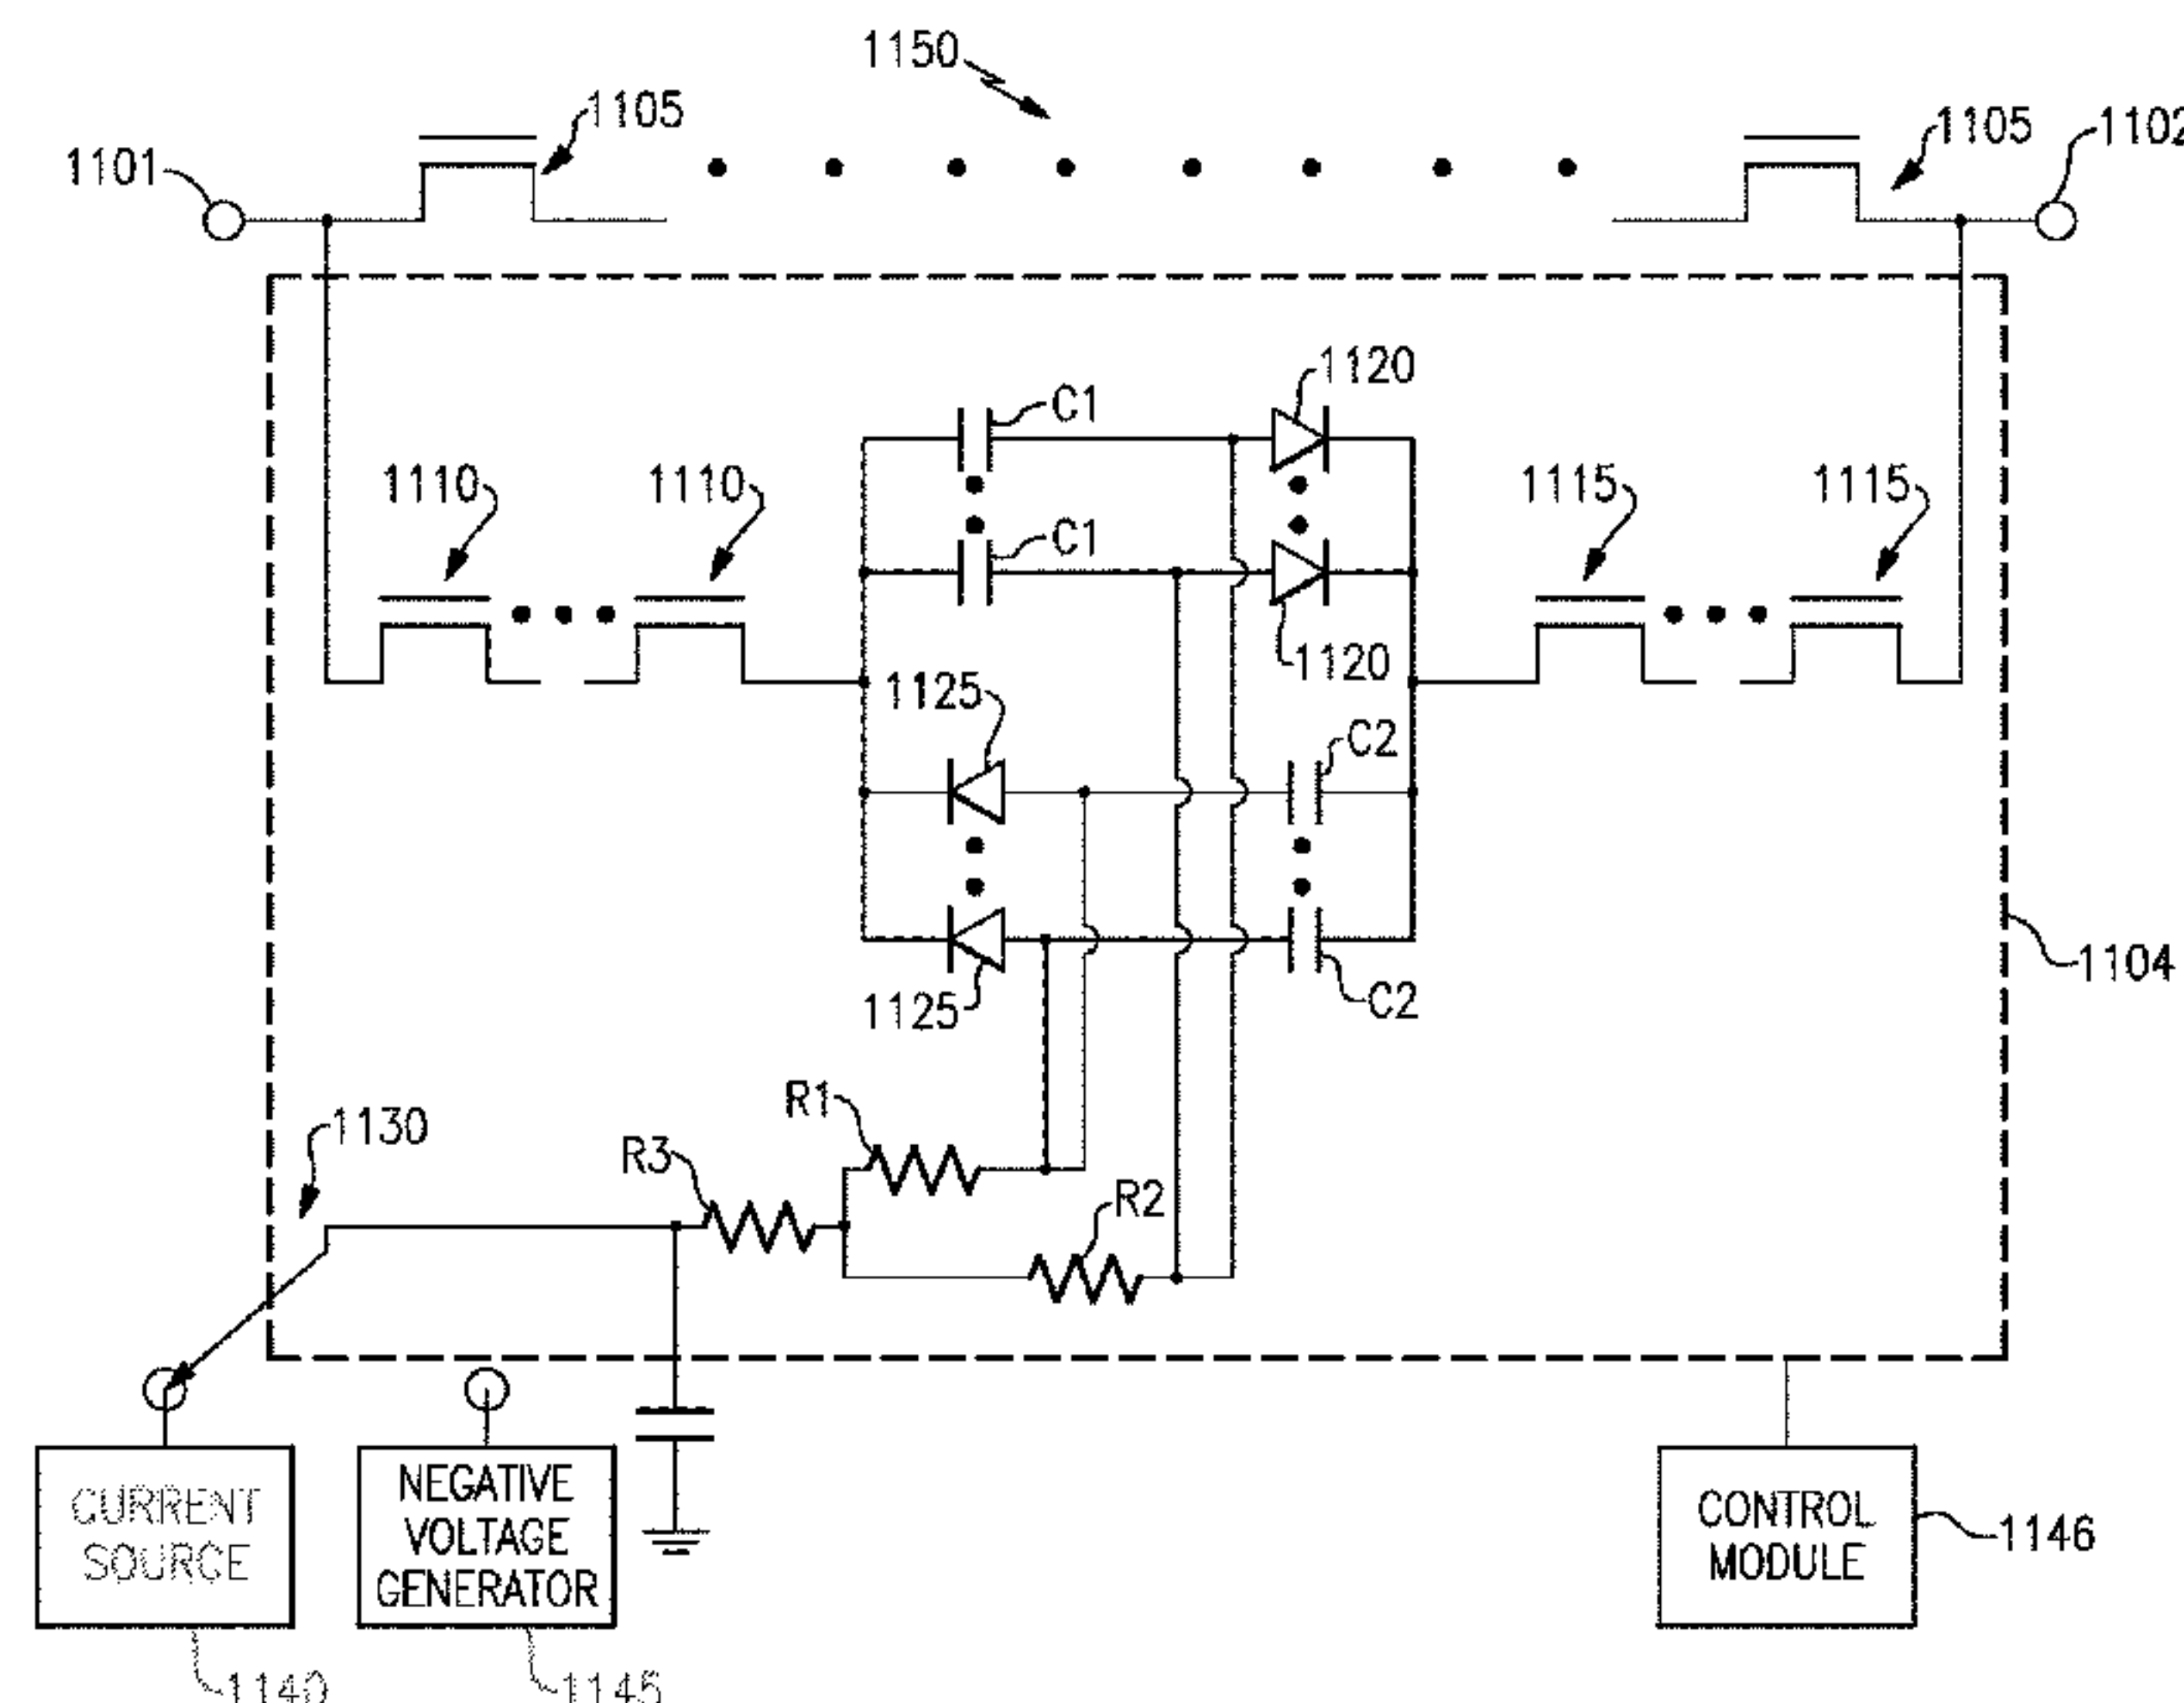 1150
1105
1105
1102
1101
1120
C1
1110
1110
C1
1115
1115
1120
1125
C2
1104
1125
C2
R1
1130
R3
R2
CURRENT
SOURCE
NEGATIVE
VOLTAGE
GENERATOR
CONTROL
MODULE
1146
1140
1145